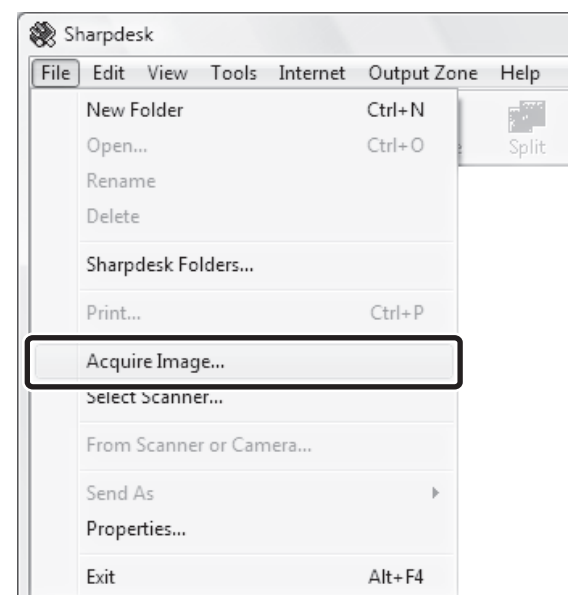 Sharpdesk
File Edit View Tools Internet Output Zone Help
New Folder Ctrl+N
Open... Ctrl+O
Split
Rename
Delete
Sharpdesk Folders...
Print... Ctrl+P
Acquire Image...
Select Scanner...
From Scanner or Camera...
Send As
Properties...
Exit Alt+F4